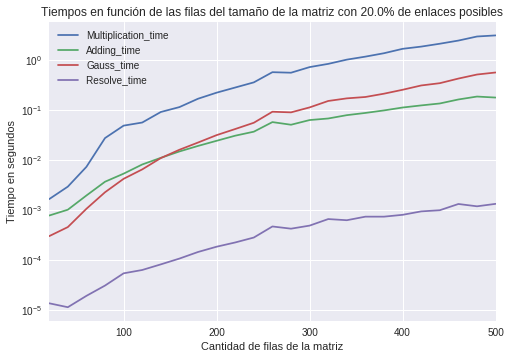 Tiempos en función de las filas del tamaño de la matriz con 20.0% de enlaces posibles
Multiplication_time
Adding_time
Gauss_time
Resolve_time
Tiempo en segundos
10⁰
10⁻¹
10⁻²
10⁻³
10⁻⁴
10⁻⁵
100
200
300
400
500
Cantidad de filas de la matriz